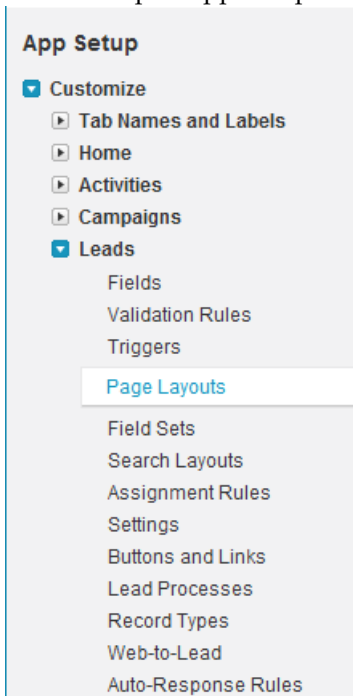 App Setup
Customize
Tab Names and Labels
Home
Activities
Campaigns
Leads
Fields
Validation Rules
Triggers
Page Layouts
Field Sets
Search Layouts
Assignment Rules
Settings
Buttons and Links
Lead Processes
Record Types
Web-to-Lead
Auto-Response Rules